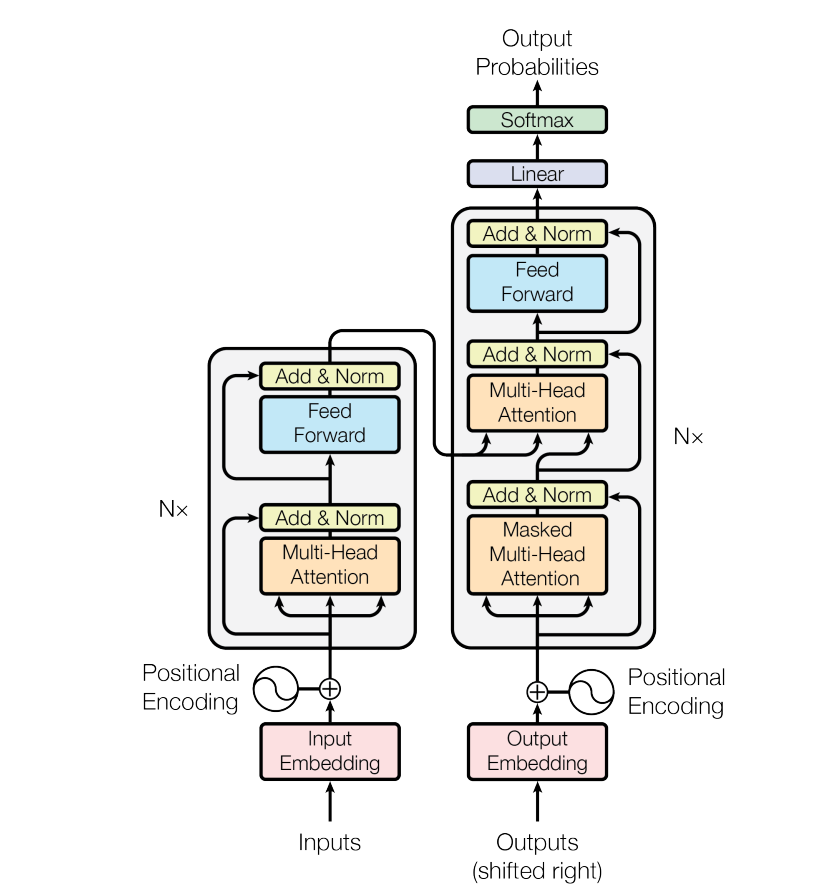 Output
Probabilities
Softmax
Linear
Add & Norm
Feed
Forward
Add & Norm
Multi-Head
Attention
Add & Norm
Masked
Multi-Head
Attention
N×
Add & Norm
Feed
Forward
Add & Norm
Multi-Head
Attention
N×
Positional
Encoding
Positional
Encoding
Input
Embedding
Output
Embedding
Inputs
Outputs
(shifted right)